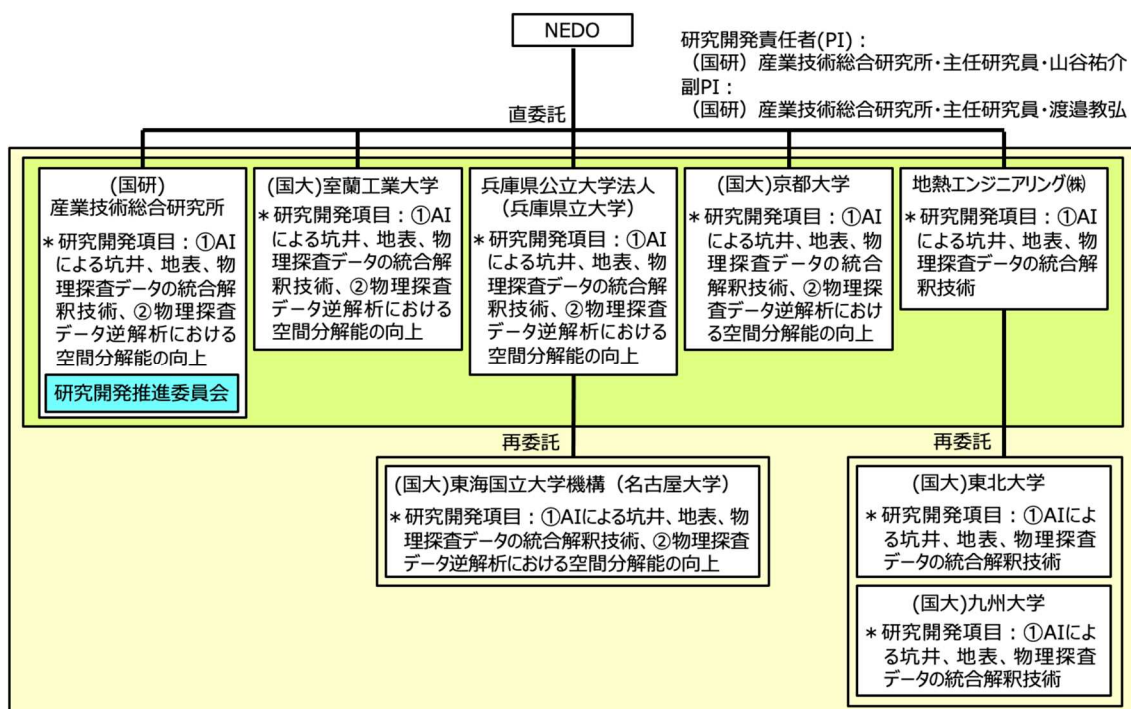 NEDO
研究開発責任者(PI)：
（国研）産業技術総合研究所・主任研究員・山谷祐介
副PI：
（国研）産業技術総合研究所・主任研究員・渡邉教弘
直委託
(国研)
産業技術総合研究所
＊研究開発項目：①AI
による坑井、地表、物
理探査データの統合解
釈技術、②物理探査
データ逆解析における
空間分解能の向上
研究開発推進委員会
(国大)室蘭工業大学
＊研究開発項目：①AI
による坑井、地表、物
理探査データの統合解
釈技術、②物理探査
データ逆解析における
空間分解能の向上
兵庫県公立大学法人
（兵庫県立大学）
＊研究開発項目：①AI
による坑井、地表、物
理探査データの統合解
釈技術、②物理探査
データ逆解析における
空間分解能の向上
(国大)京都大学
＊研究開発項目：①AI
による坑井、地表、物
理探査データの統合
解釈技術、②物理探
査データ逆解析におけ
る空間分解能の向上
地熱エンジニアリング㈱
＊研究開発項目：①AI
による坑井、地表、物
理探査データの統合解
釈技術
再委託
(国大)東海国立大学機構（名古屋大学）
＊研究開発項目：①AIによる坑井、地表、物
理探査データの統合解釈技術、②物理探査
データ逆解析における空間分解能の向上
再委託
(国大)東北大学
＊研究開発項目：①AIによ
る坑井、地表、物理探査
データの統合解釈技術
(国大)九州大学
＊研究開発項目：①AIによ
る坑井、地表、物理探査
データの統合解釈技術